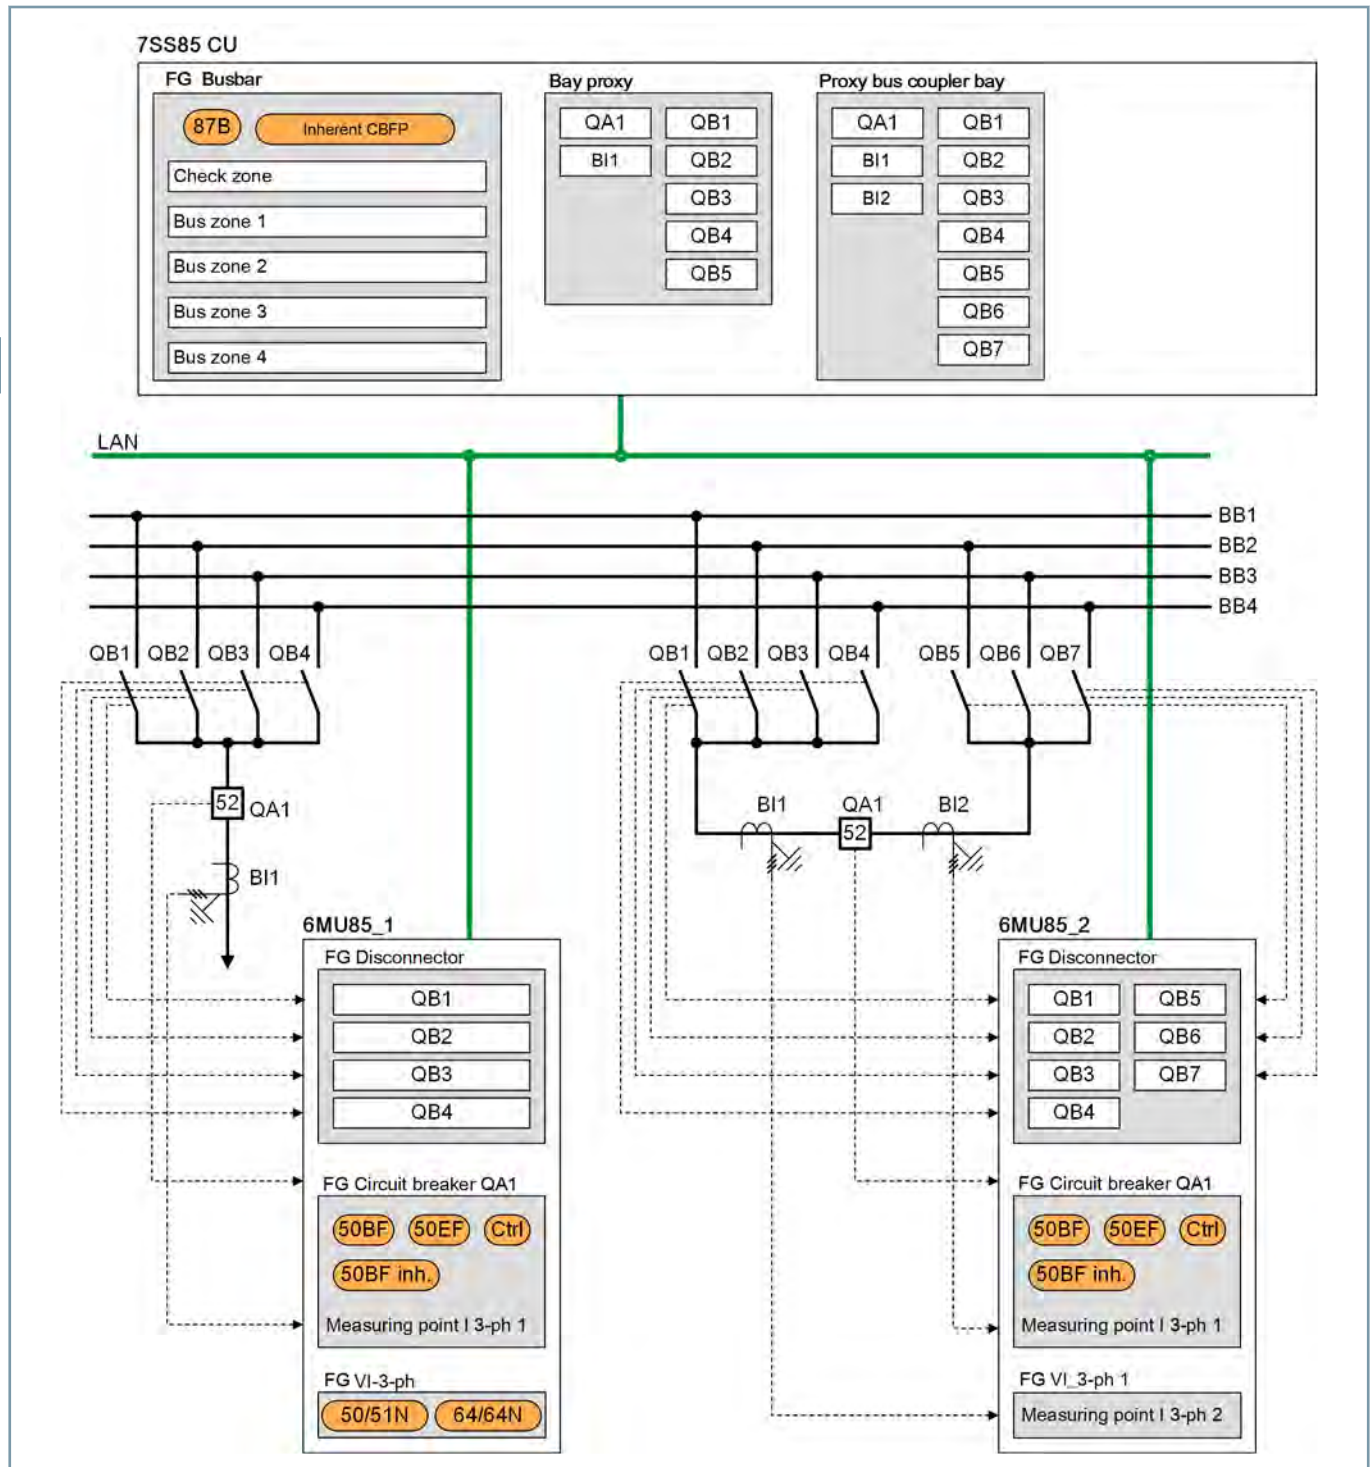 7SS85 CU
FG Busbar
87B
Inherent CBFP
Check zone
Bus zone 1
Bus zone 2
Bus zone 3
Bus zone 4
Bay proxy
QA1 QB1
BI1 QB2
QB3
QB4
QB5
Proxy bus coupler bay
QA1 QB1
BI1 QB2
BI2 QB3
QB4
QB5
QB6
QB7
LAN
BB1
BB2
BB3
BB4
QB1 QB2 QB3 QB4
QB1 QB2 QB3 QB4 QB5 QB6 QB7
52 QA1
BI1
BI1 QA1 BI2
52
6MU85_1
FG Disconnector
QB1
QB2
QB3
QB4
FG Circuit breaker QA1
50BF 50EF Ctrl
50BF inh.
Measuring point I 3-ph 1
FG VI-3-ph
50/51N 64/64N
6MU85_2
FG Disconnector
QB1 QB5
QB2 QB6
QB3 QB7
QB4
FG Circuit breaker QA1
50BF 50EF Ctrl
50BF inh.
Measuring point I 3-ph 1
FG VI_3-ph 1
Measuring point I 3-ph 2